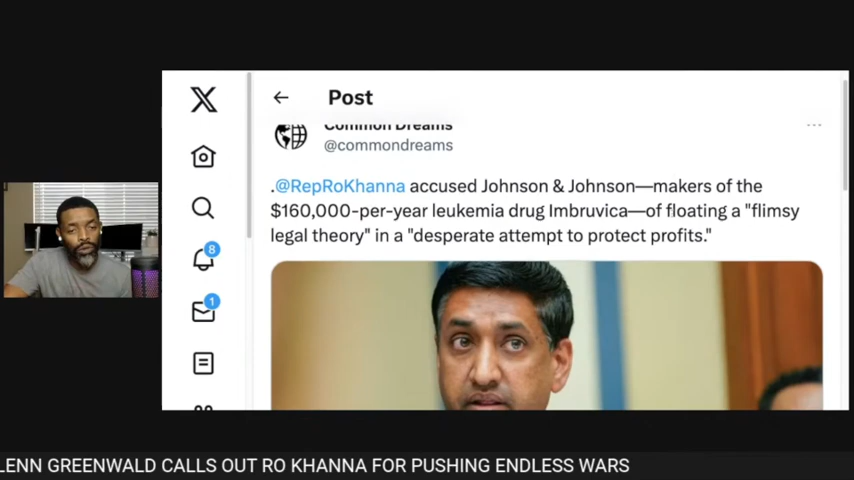 Post
Common Dreams
@commondreams
.@RepRoKhanna accused Johnson & Johnson—makers of the
$160,000-per-year leukemia drug Imbruvica—of floating a "flimsy
legal theory" in a "desperate attempt to protect profits."
8
1
LENN GREENWALD CALLS OUT RO KHANNA FOR PUSHING ENDLESS WARS